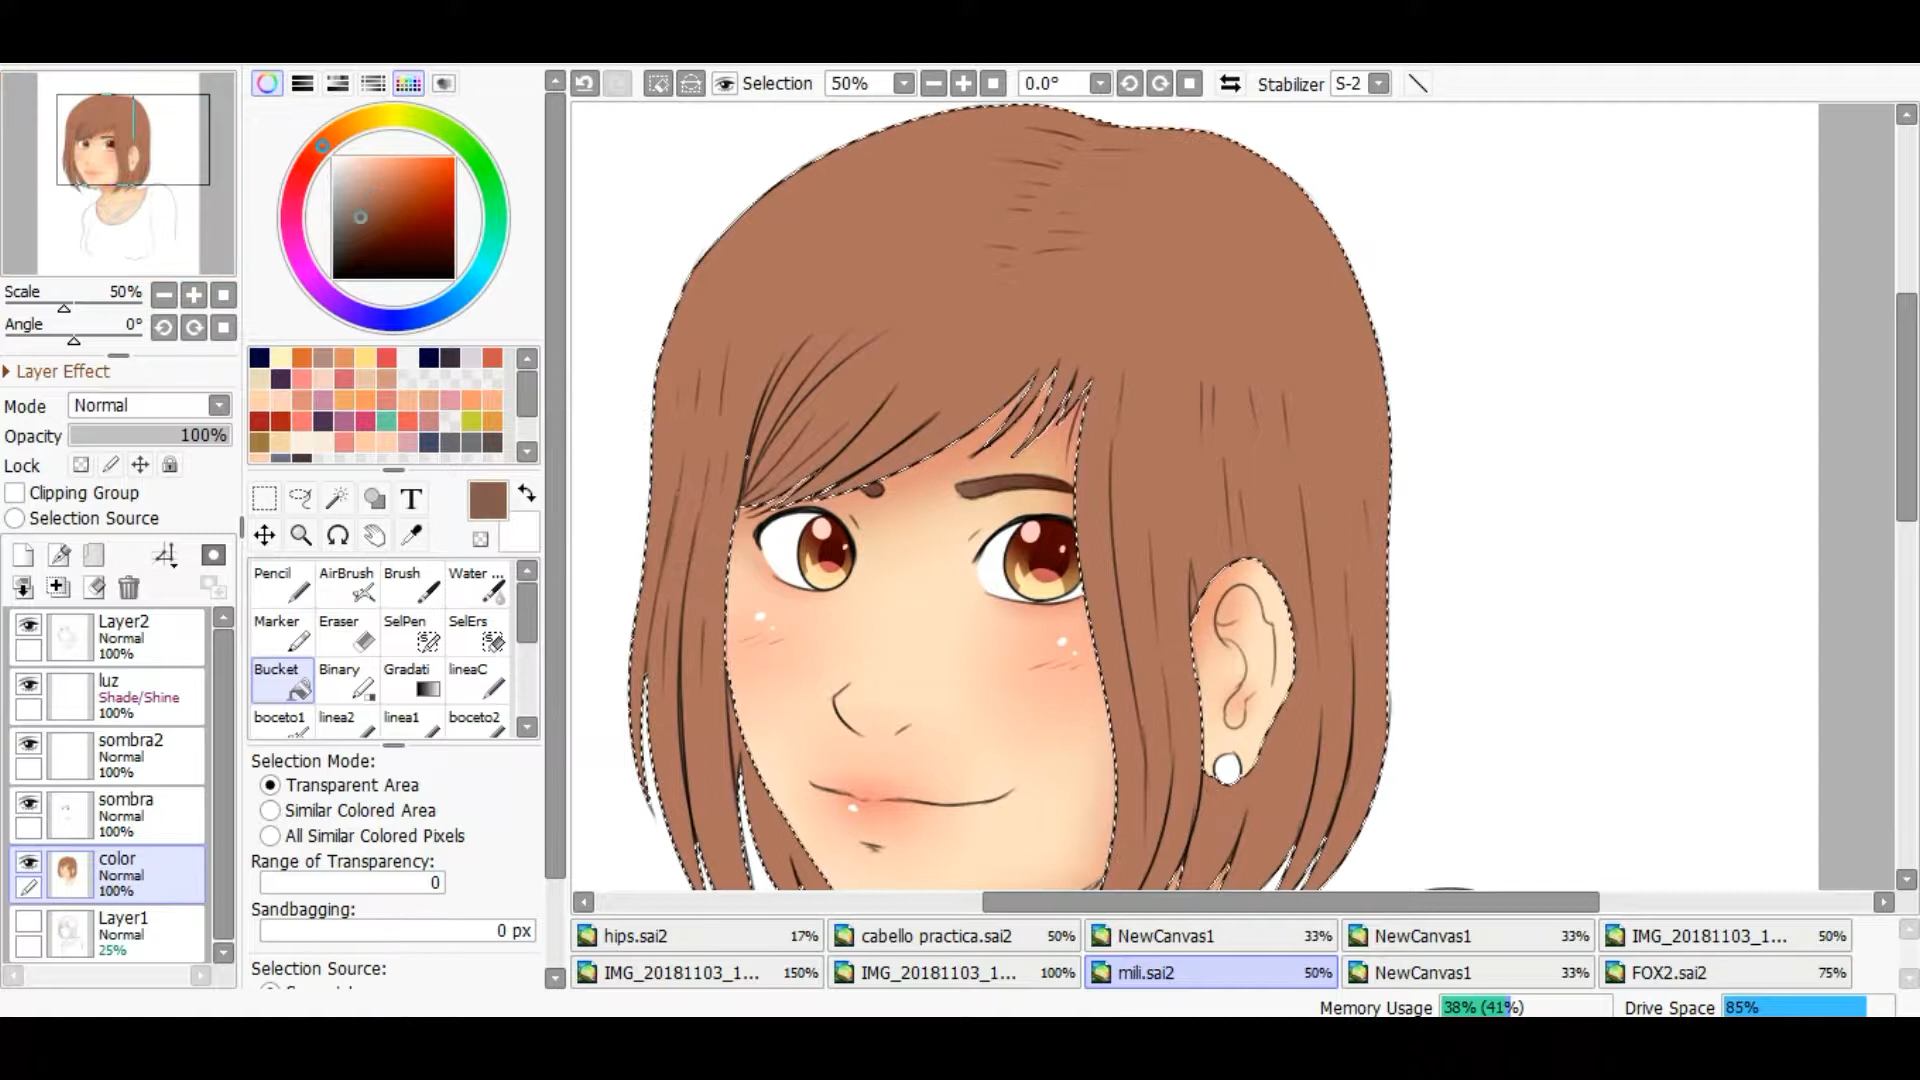 Selection 50% 0.0° Stabilizer S-2
Scale 50%
Angle 0°
Layer Effect
Mode Normal
Opacity 100%
Lock
Clipping Group
Selection Source
Layer2
Normal
100%
luz
Shade/Shine
100%
sombra2
Normal
100%
sombra
Normal
100%
color
Normal
100%
Layer1
Normal
25%
T
Pencil AirBrush Brush Water ...
Marker Eraser SelPen SelErs
Bucket Binary Gradati lineaC
boceto1 linea2 linea1 boceto2
Selection Mode:
Transparent Area
Similar Colored Area
All Similar Colored Pixels
Range of Transparency:
0
Sandbagging:
0 px
Selection Source:
hips.sai2 17% cabello practica.sai2 50% NewCanvas1 33% NewCanvas1 33% IMG_20181103_1... 50%
IMG_20181103_1... 150% IMG_20181103_1... 100% mili.sai2 50% NewCanvas1 33% FOX2.sai2 75%
Memory Usage 38% (41%) Drive Space 85%